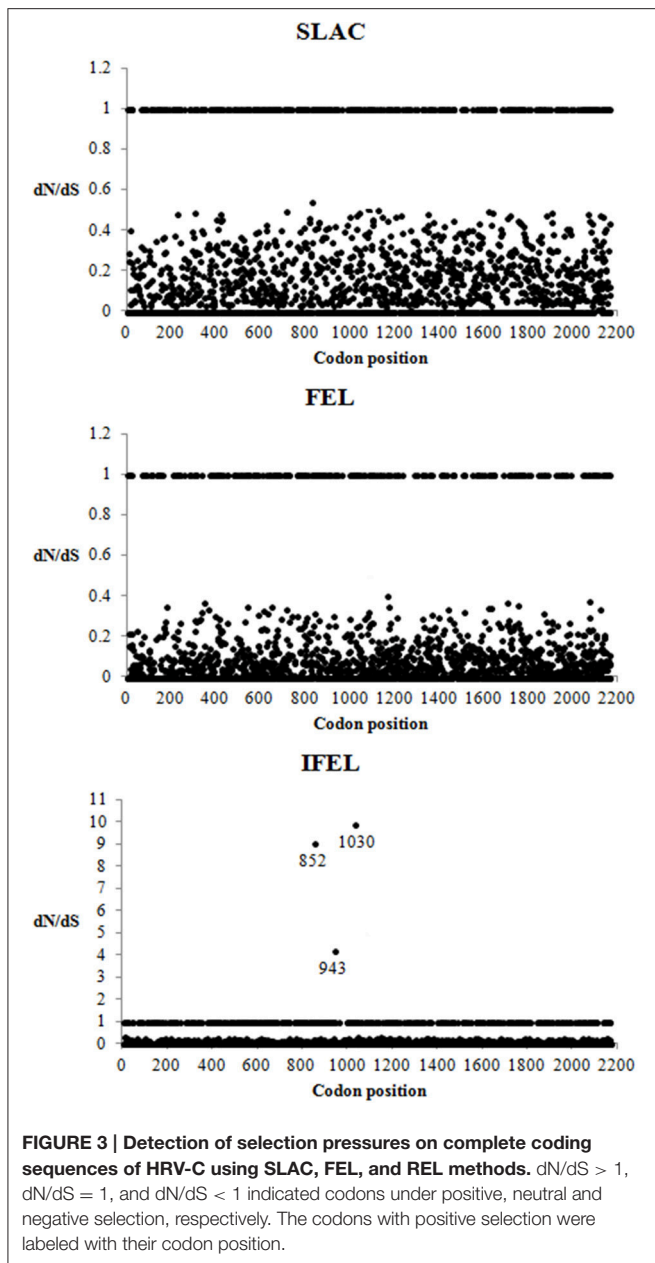 SLAC
1.2
1
0.8
dN/dS
0.6
0.4
0.2
0
0 200 400 600 800 1000 1200 1400 1600 1800 2000 2200
Codon position
FEL
1.2
1
0.8
dN/dS
0.6
0.4
0.2
0
0 200 400 600 800 1000 1200 1400 1600 1800 2000 2200
Codon position
IFEL
11
10
9
8
7
6
dN/dS
5
4
3
2
1
0
852
1030
943
0 200 400 600 800 1000 1200 1400 1600 1800 2000 2200
Codon position
FIGURE 3 | Detection of selection pressures on complete coding
sequences of HRV-C using SLAC, FEL, and REL methods. dN/dS > 1,
dN/dS = 1, and dN/dS < 1 indicated codons under positive, neutral and
negative selection, respectively. The codons with positive selection were
labeled with their codon position.